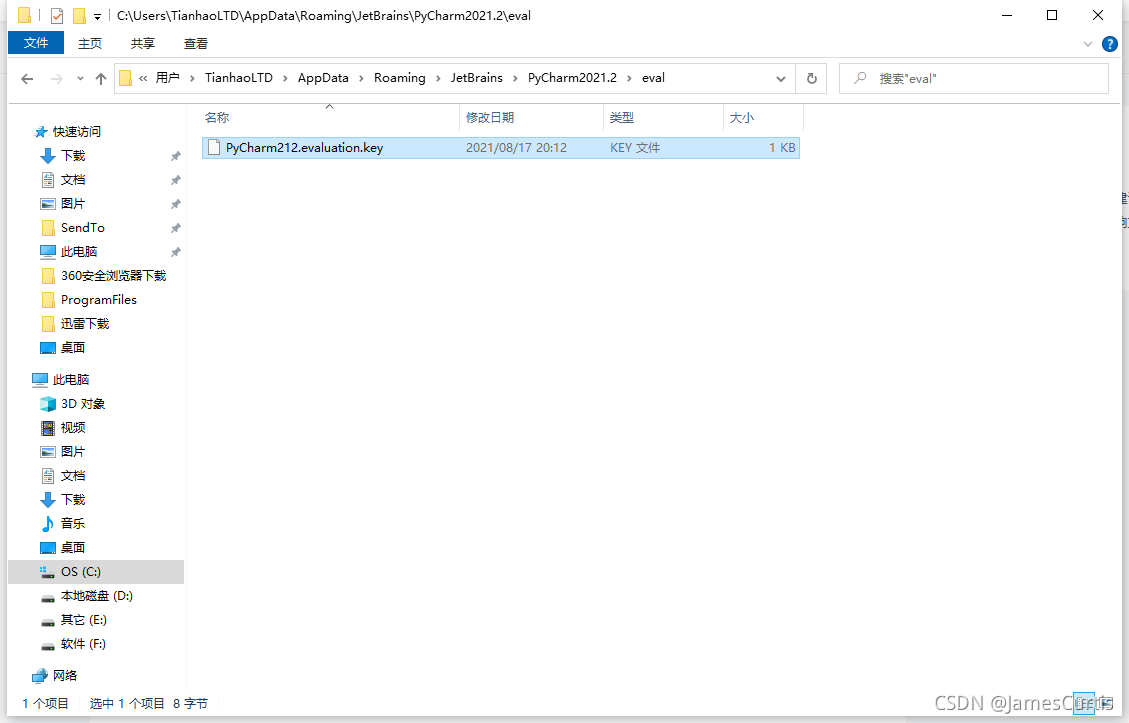 C:\Users\TianhaoLTD\AppData\Roaming\JetBrains\PyCharm2021.2\eval
文件 主页 共享 查看
« 用户 › TianhaoLTD › AppData › Roaming › JetBrains › PyCharm2021.2 › eval
搜索"eval"
名称 修改日期 类型 大小
PyCharm212.evaluation.key 2021/08/17 20:12 KEY 文件 1 KB
快速访问
下载
文档
图片
SendTo
此电脑
360安全浏览器下载
ProgramFiles
迅雷下载
桌面
此电脑
3D 对象
视频
图片
文档
下载
音乐
桌面
OS (C:)
本地磁盘 (D:)
其它 (E:)
软件 (F:)
网络
1 个项目 选中 1 个项目 8 字节
CSDN @JamesCurtis